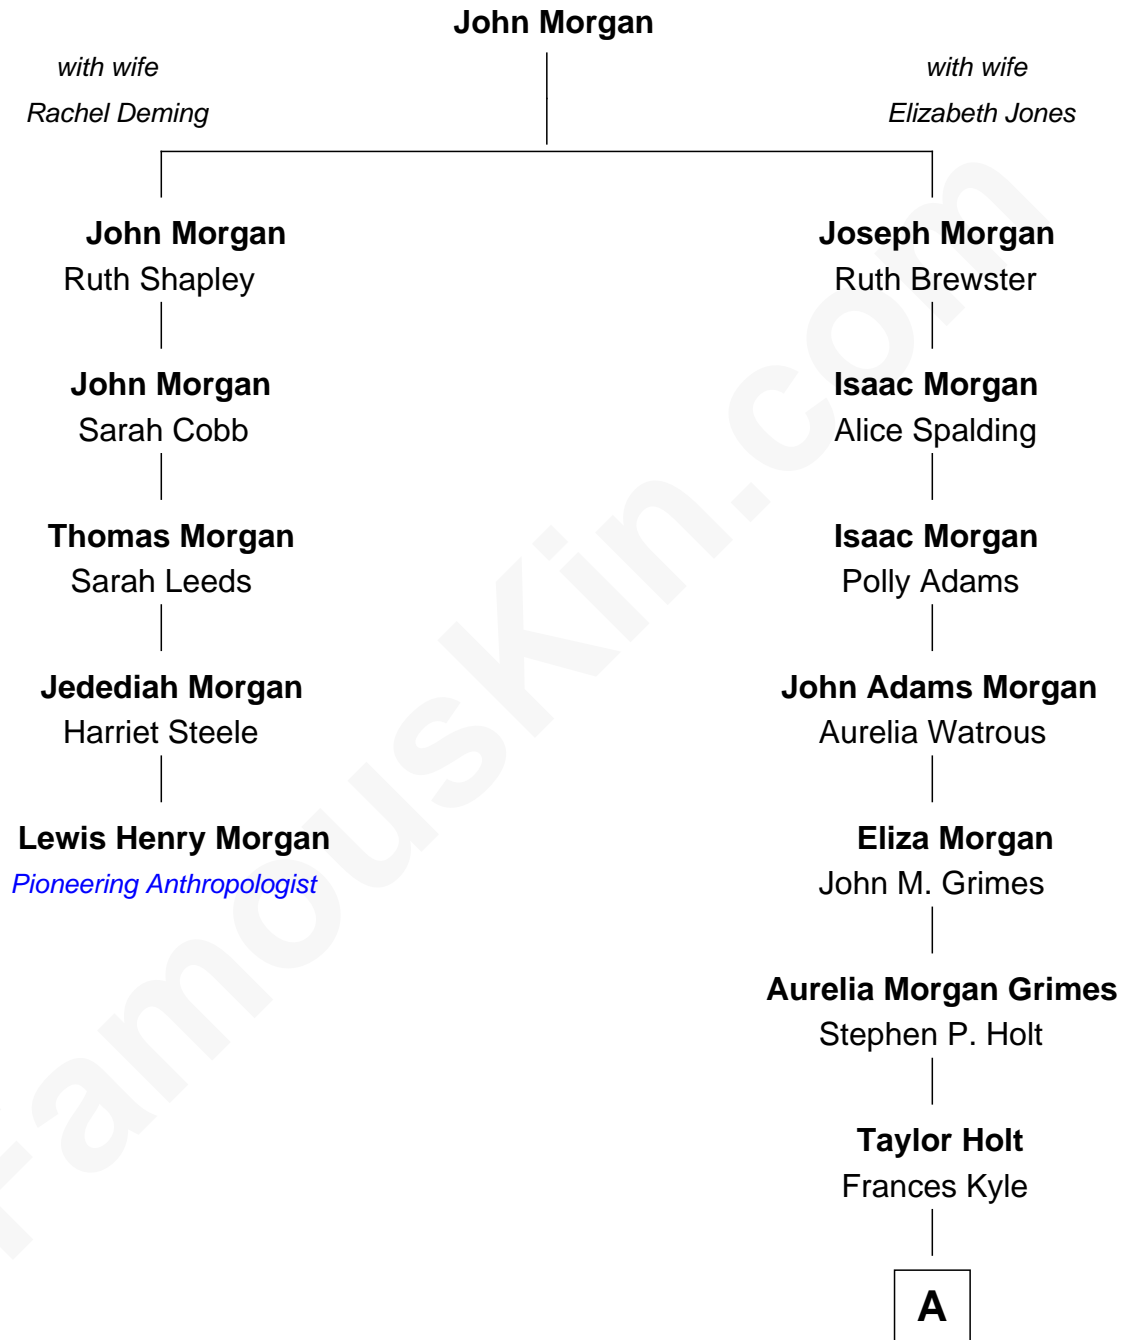 John Morgan
with wife
Rachel Deming
with wife
Elizabeth Jones
John Morgan
Ruth Shapley
John Morgan
Sarah Cobb
Thomas Morgan
Sarah Leeds
Jedediah Morgan
Harriet Steele
Lewis Henry Morgan
Pioneering Anthropologist
Joseph Morgan
Ruth Brewster
Isaac Morgan
Alice Spalding
Isaac Morgan
Polly Adams
John Adams Morgan
Aurelia Watrous
Eliza Morgan
John M. Grimes
Aurelia Morgan Grimes
Stephen P. Holt
Taylor Holt
Frances Kyle
A
FamousKin.com